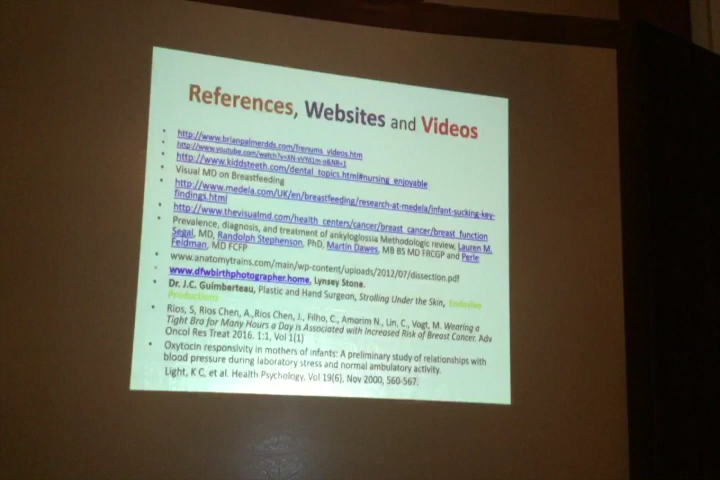 References, Websites and Videos
• http://www.brianpalmerdds.com/frenums_videos.htm
• http://www.youtube.com/watch?v=
• http://www.kiddsteeth.com/dental_topics.html#nursing_enjoyable
• Visual MD on Breastfeeding
• http://www.medela.com/UK/en/breastfeeding/research-at-medela/infant-sucking-key-
findings.html
• http://www.thevisualmd.com/health_centers/cancer/breast_cancer/breast_function
• Prevalence, diagnosis, and treatment of ankyloglossia Methodologic review, Lauren M.
Segal, MD, Randolph Stephenson, PhD, Martin Dawes, MB BS MD FRCGP and Perle
Feldman, MD FCFP
• www.anatomytrains.com/main/wp-content/uploads/2012/07/dissection.pdf
• www.dfwbirthphotographer.home, Lynsey Stone.
• Dr. J.C. Guimberteau, Plastic and Hand Surgeon, Strolling Under the Skin, Endovivo
Productions
• Rios, S, Rios Chen, A.,Rios Chen, J., Filho, C., Amorim N., Lin, C., Vogt, M. Wearing a
Tight Bra for Many Hours a Day is Associated with Increased Risk of Breast Cancer. Adv
Oncol Res Treat 2016. 1:1, Vol 1(1)
• Oxytocin responsivity in mothers of infants: A preliminary study of relationships with
blood pressure during laboratory stress and normal ambulatory activity.
Light, K C, et al. Health Psychology. Vol 19(6), Nov 2000, 560-567.